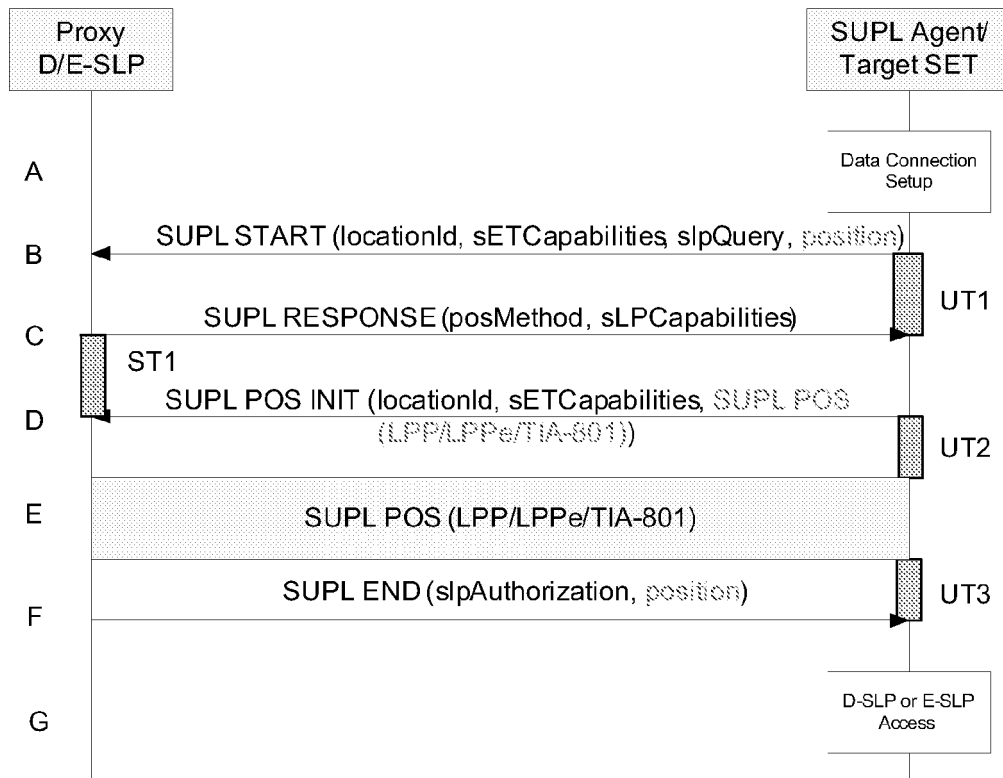 Proxy
D/E-SLP
SUPL Agent/
Target SET
A
Data Connection
Setup
SUPL START (locationId, sETCapabilities, slpQuery, position)
B
UT1
SUPL RESPONSE (posMethod, sLPCapabilities)
C
ST1
SUPL POS INIT (locationId, sETCapabilities, SUPL POS
(LPP/LPPe/TIA-801))
D
UT2
E
SUPL POS (LPP/LPPe/TIA-801)
SUPL END (slpAuthorization, position)
F
UT3
G
D-SLP or E-SLP
Access